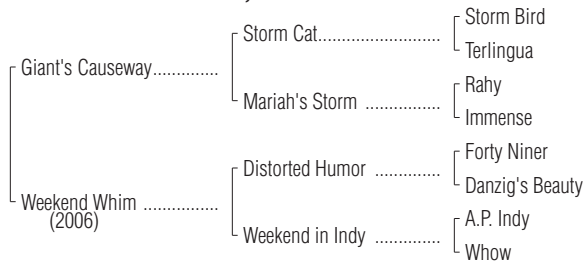 Storm Bird
Storm Cat........................
Terlingua
Giant's Causeway.............
Rahy
Mariah's Storm ...............
Immense
Forty Niner
Distorted Humor .............
Danzig's Beauty
Weekend Whim ...............
(2006)
A.P. Indy
Weekend in Indy .............
Whow